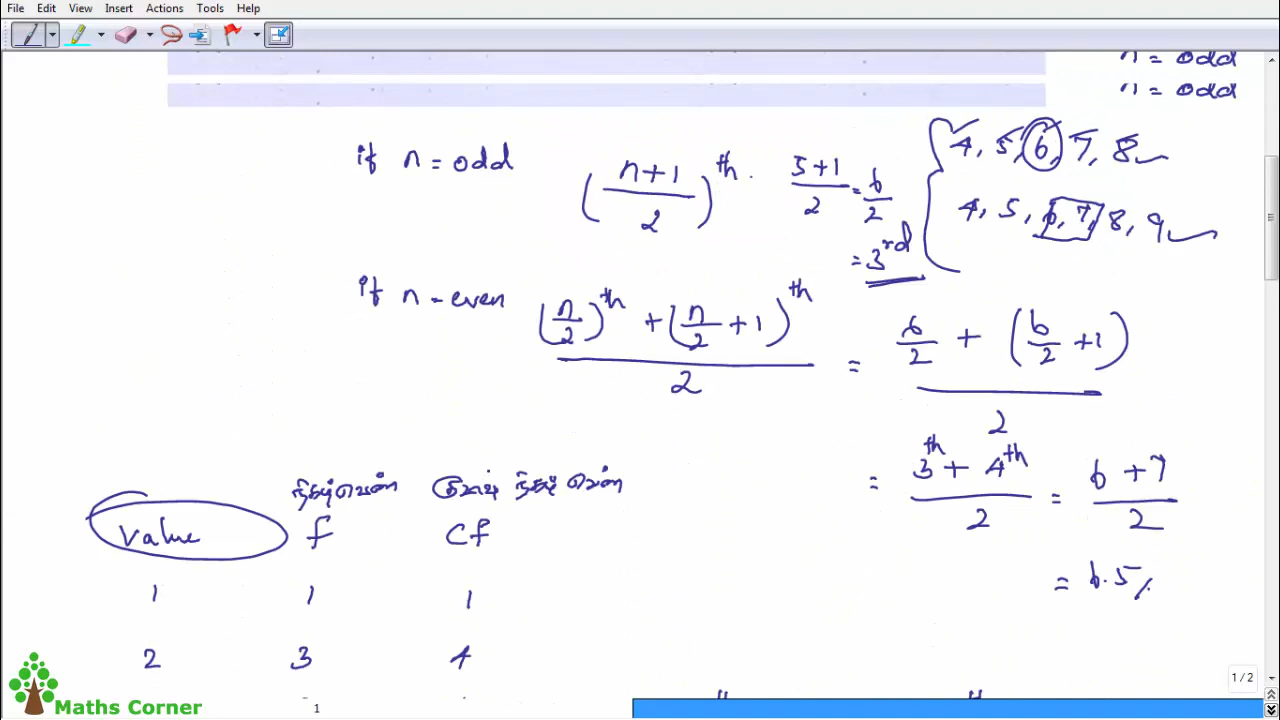 File Edit View Insert Actions Tools Help
n = odd
n = odd
if n = odd (n+1/2)th . 5+1/2 = 6/2
= 3rd
4, 5, 6, 7, 8
4, 5, 6, 7, 8, 9
if n = even (n/2)th + (n/2 + 1)th / 2 = 6/2 + (6/2 + 1) / 2
= 3th + 4th / 2 = 6 + 7 / 2
= 6.5
நிகழ்வெண் குவிவு நிகழ்வெண்
Value f Cf
1 1 1
2 3 4
1 / 2
Maths Corner
1